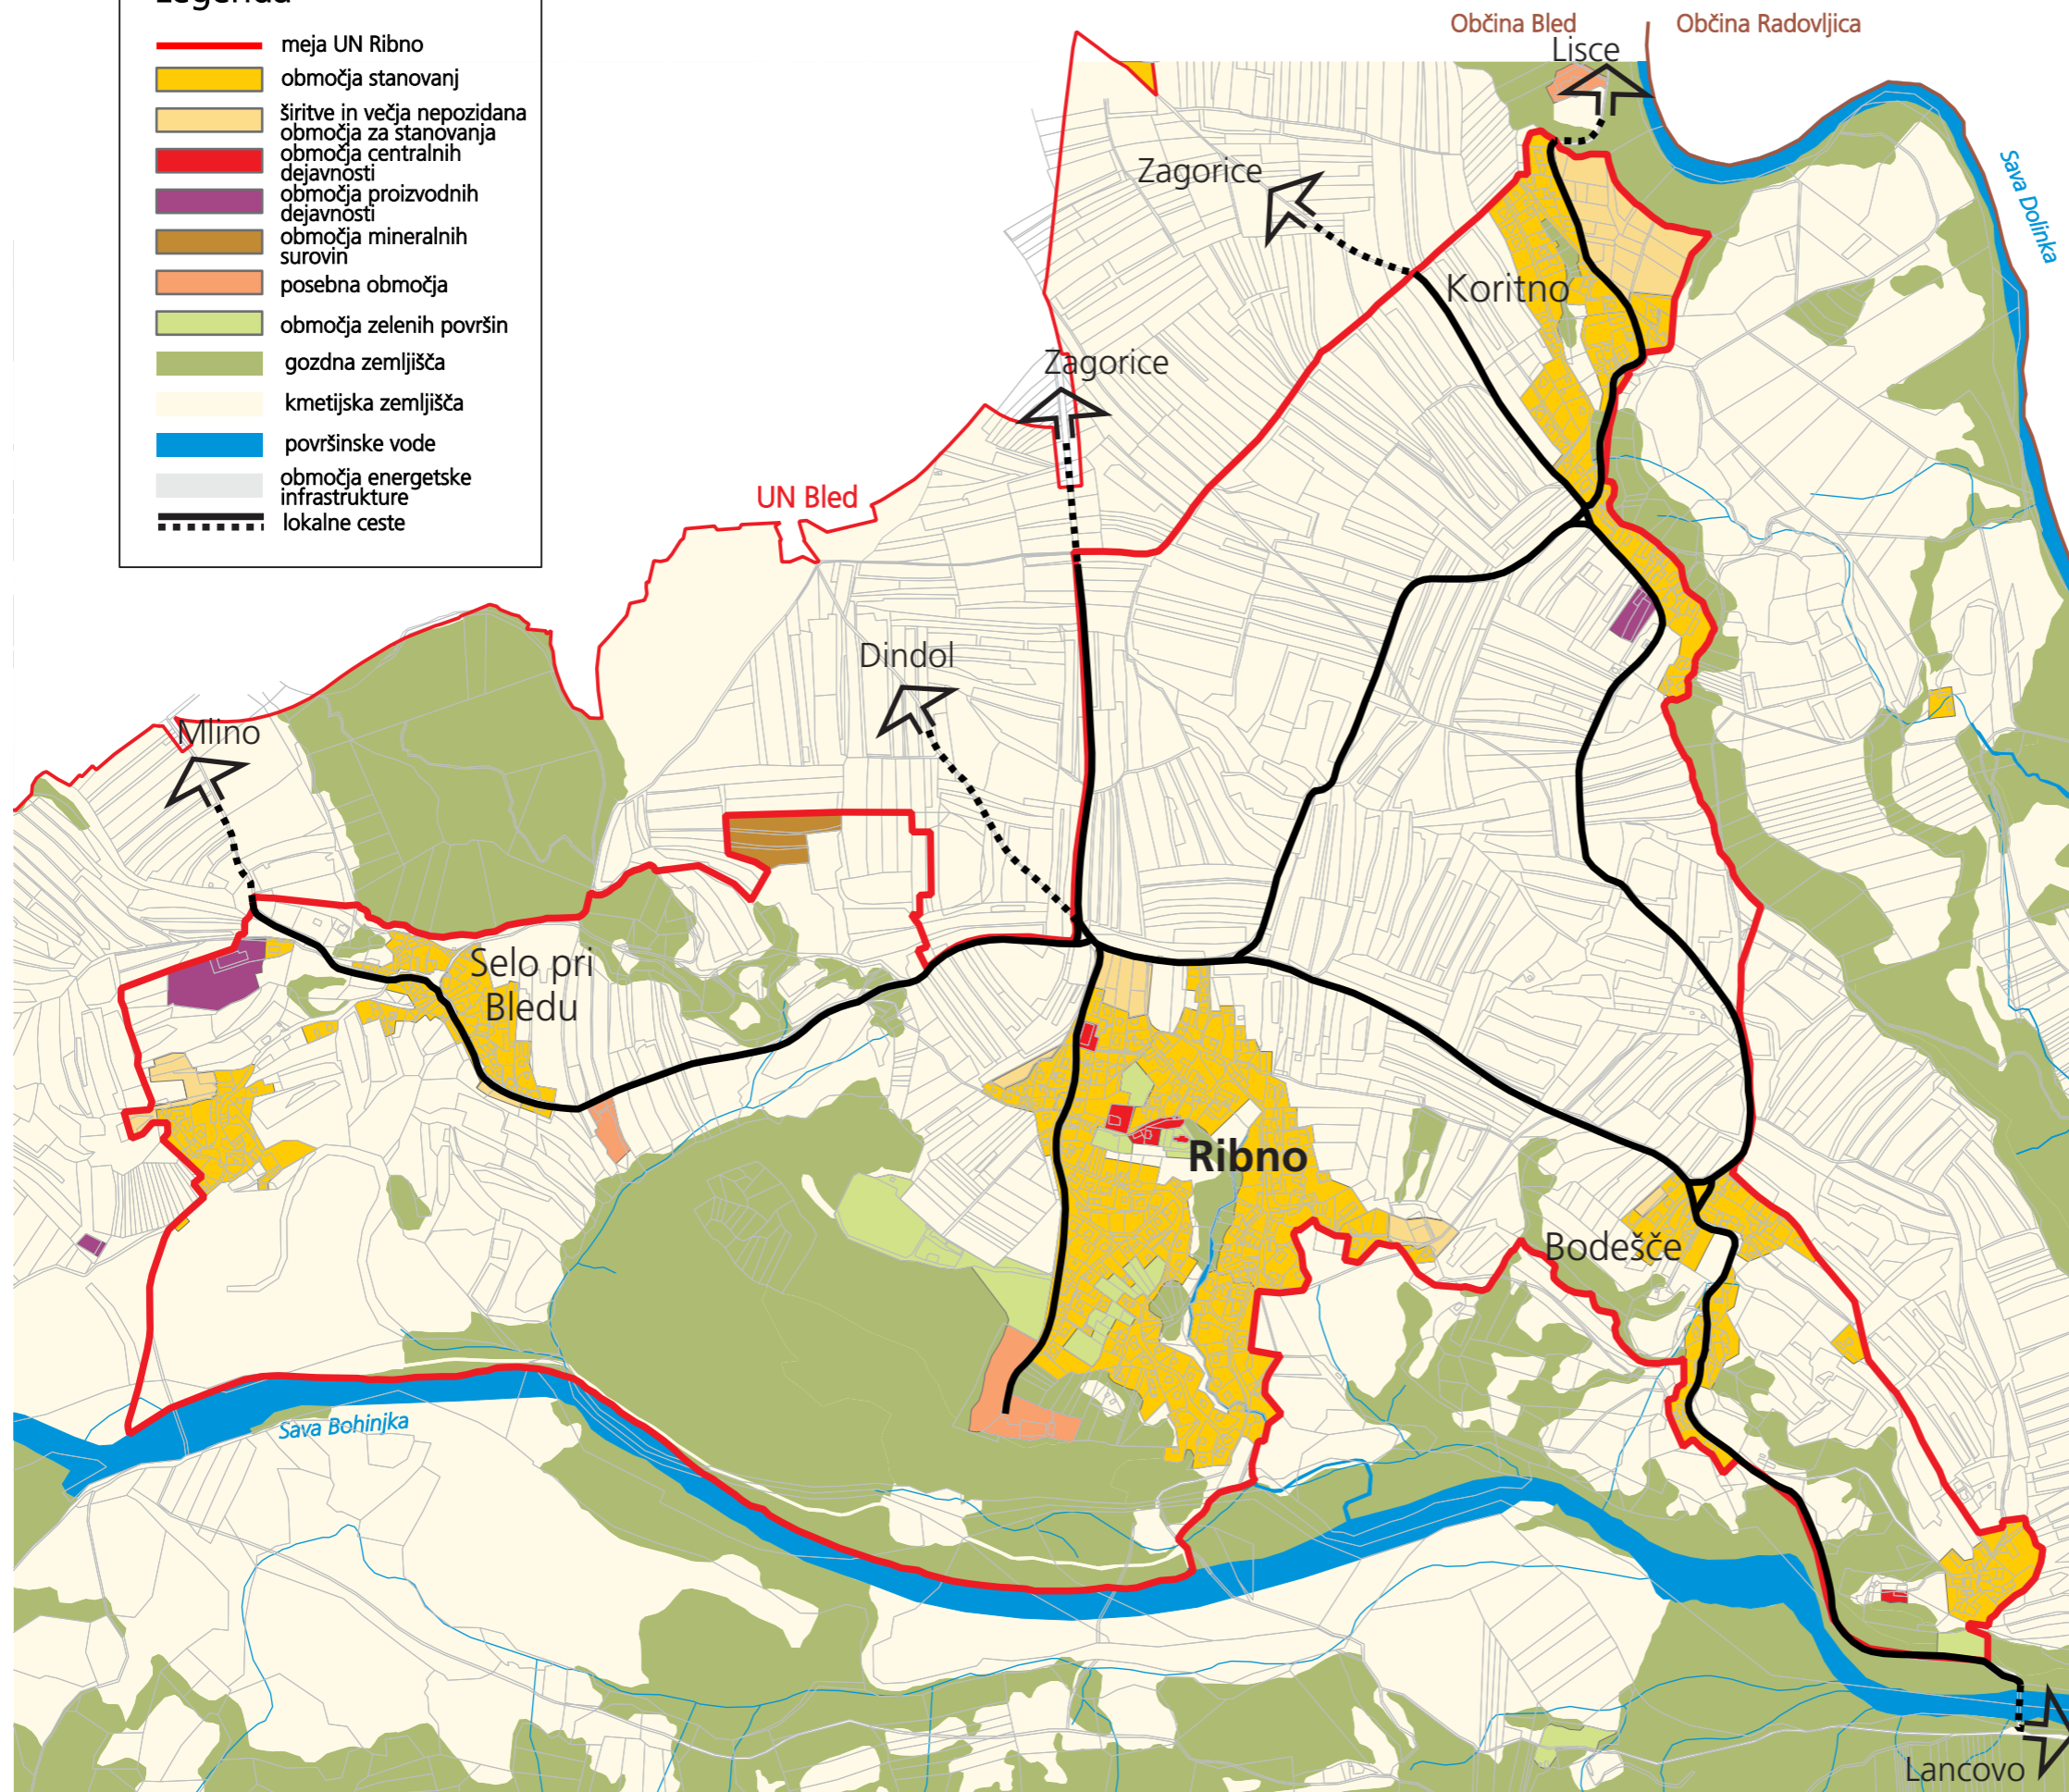 Legenda
meja UN Ribno
območja stanovanj
širitve in večja nepozidana
območja za stanovanja
območja centralnih
dejavnosti
območja proizvodnih
dejavnosti
območja mineralnih
surovin
posebna območja
območja zelenih površin
gozdna zemljišča
kmetijska zemljišča
površinske vode
območja energetske
infrastrukture
lokalne ceste
Občina Bled
Občina Radovljica
Lisce
Zagorice
Sava Dolinka
Koritno
Zagorice
UN Bled
Dindol
Mlino
Selo pri
Bledu
Ribno
Bodešče
Sava Bohinjka
Lancovo